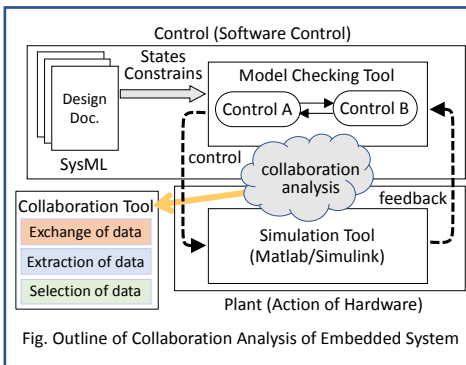 Control (Software Control)
States
Constrains
Design
Doc.
SysML
Model Checking Tool
Control A
Control B
control
collaboration
analysis
feedback
Collaboration Tool
Exchange of data
Extraction of data
Selection of data
Simulation Tool
(Matlab/Simulink)
Plant (Action of Hardware)
Fig. Outline of Collaboration Analysis of Embedded System